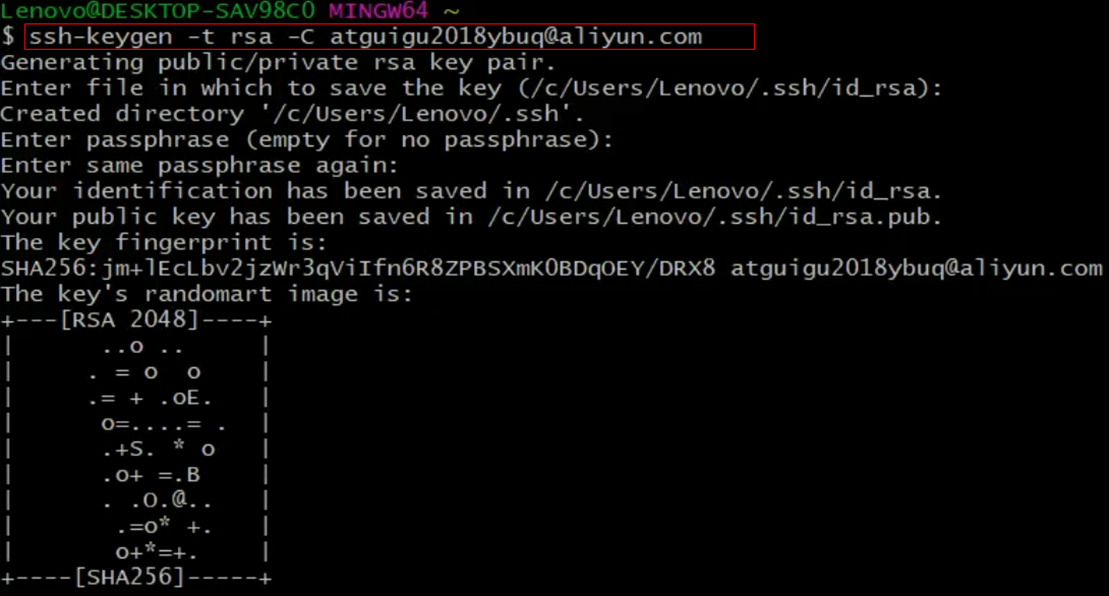 Lenovo@DESKTOP-SAV98C0 MINGW64 ~
$ ssh-keygen -t rsa -C atguigu2018ybuq@aliyun.com
Generating public/private rsa key pair.
Enter file in which to save the key (/c/Users/Lenovo/.ssh/id_rsa):
Created directory '/c/Users/Lenovo/.ssh'.
Enter passphrase (empty for no passphrase):
Enter same passphrase again:
Your identification has been saved in /c/Users/Lenovo/.ssh/id_rsa.
Your public key has been saved in /c/Users/Lenovo/.ssh/id_rsa.pub.
The key fingerprint is:
SHA256:jm+lEcLbv2jzWr3qViIfn6R8ZPBSXmK0BDqOEY/DRX8 atguigu2018ybuq@aliyun.com
The key's randomart image is:
+---[RSA 2048]----+
|       ..o ..      |
|      . = o  o     |
|      .= + .oE.    |
|       o=....= .   |
|       .+S. * o    |
|       .o+ =.B     |
|       . .O.@..    |
|        .=o* +.    |
|        o+*=+.     |
+----[SHA256]-----+